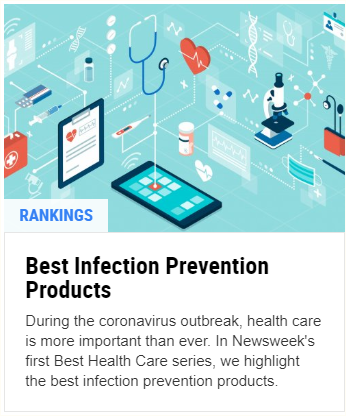 RANKINGS
Best Infection Prevention
Products
During the coronavirus outbreak, health care
is more important than ever. In Newsweek's
first Best Health Care series, we highlight
the best infection prevention products.